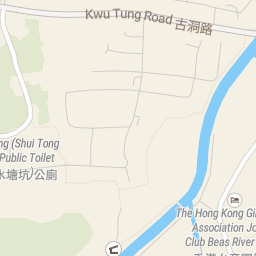 Kwu Tung Road 古洞路
ng (Shui Tong
Public Toilet
水塘坑)公廁
The Hong Kong Gi
Association Jo
Club Beas River